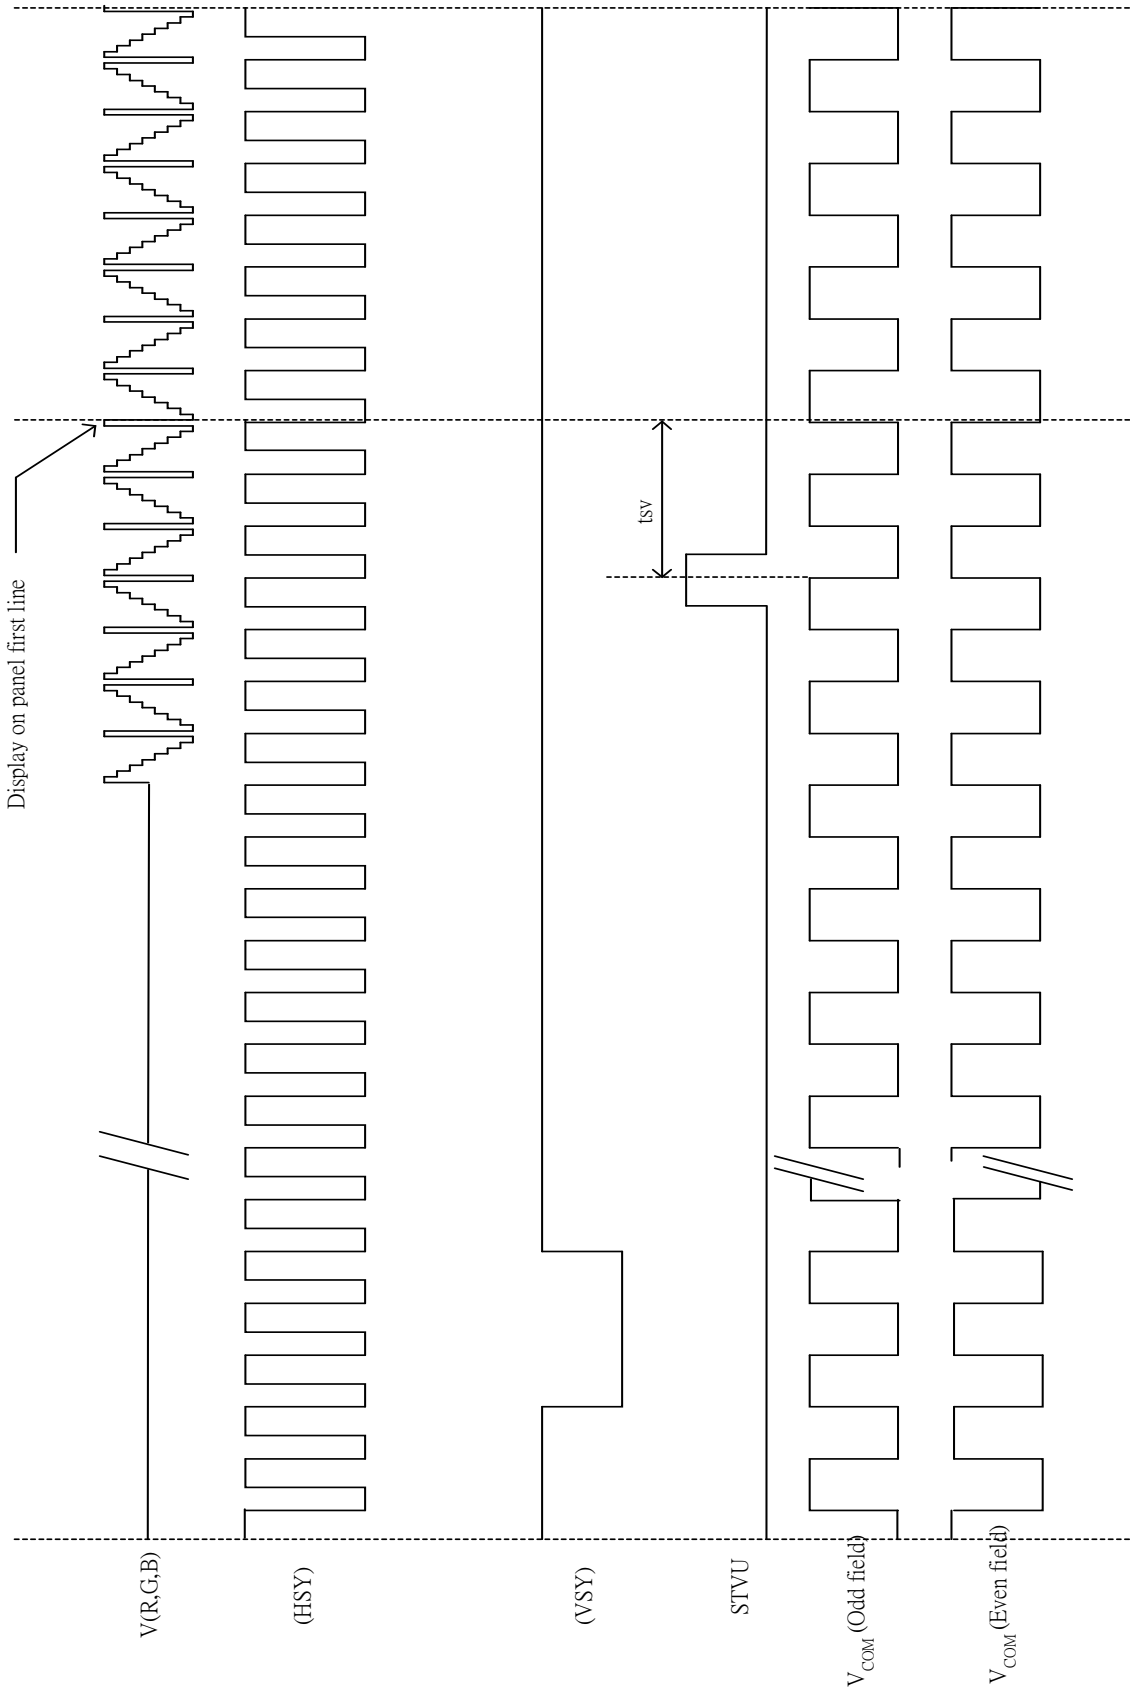 Display on panel first line
tsv
V(R,G,B)
(HSY)
(VSY)
STVU
VCOM (Odd field)
VCOM (Even field)